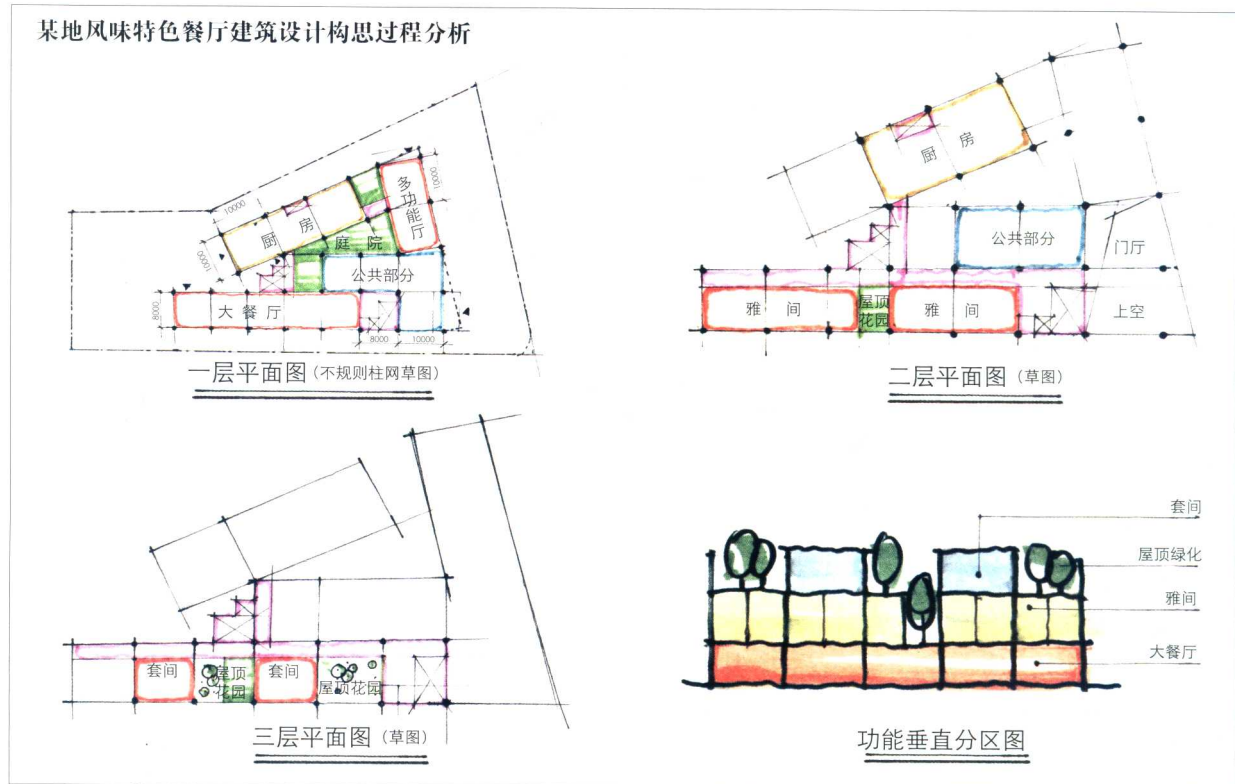 某地风味特色餐厅建筑设计构思过程分析
10000
厨房
10000
多功能厅
10000
庭院
公共部分
大餐厅
8000
8000
10000
一层平面图(不规则柱网草图)
厨房
公共部分
门厅
雅间
屋顶
花园
雅间
上空
二层平面图(草图)
套间
屋顶
花园
套间
屋顶花园
三层平面图(草图)
套间
屋顶绿化
雅间
大餐厅
功能垂直分区图